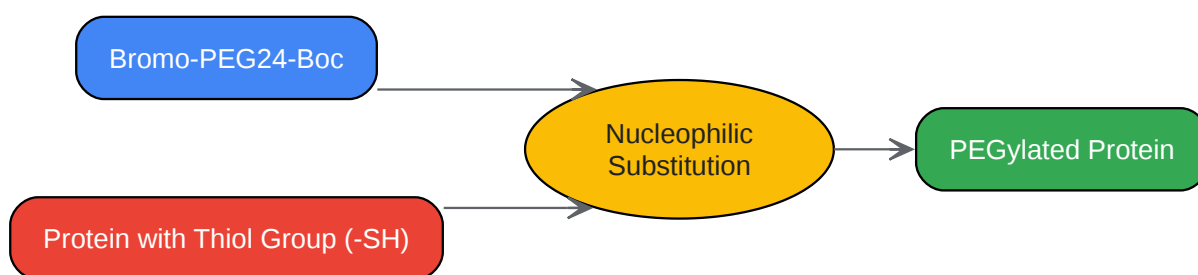 Bromo-PEG24-Boc
Nucleophilic
Substitution
PEGylated Protein
Protein with Thiol Group (-SH)